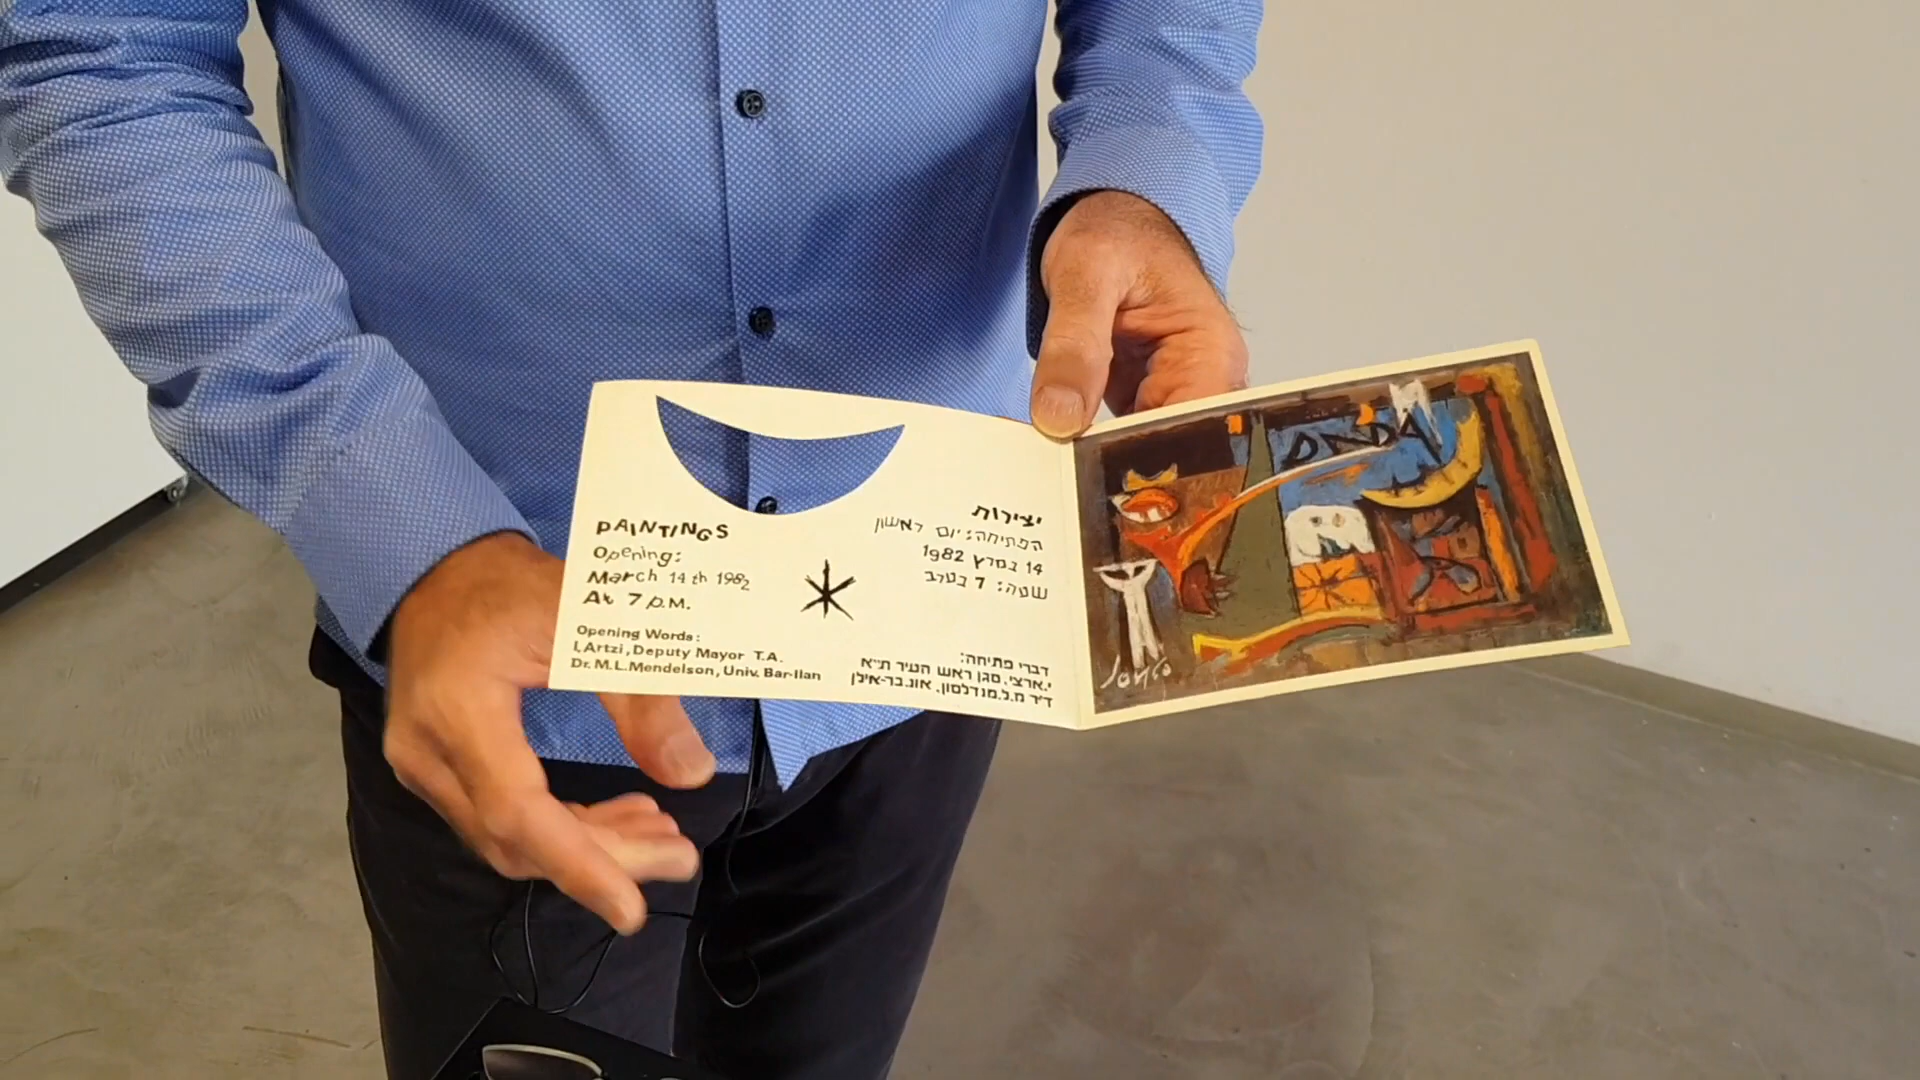 PAINTINGS
Opening:
March 14 th 1982
At 7 p.M.
Opening Words:
I, Artzi, Deputy Mayor T.A.
Dr. M.L. Mendelson, Univ. Bar-Ilan
יצירות
הפתיחה: יום ראשון
14 במרץ 1982
שעה: 7 בערב
דברי פתיחה:
י.ארצי. סגן ראש העיר ת״א
ד״ר מ.ל.מנדלסון. אונ.בר-אילן
Janco